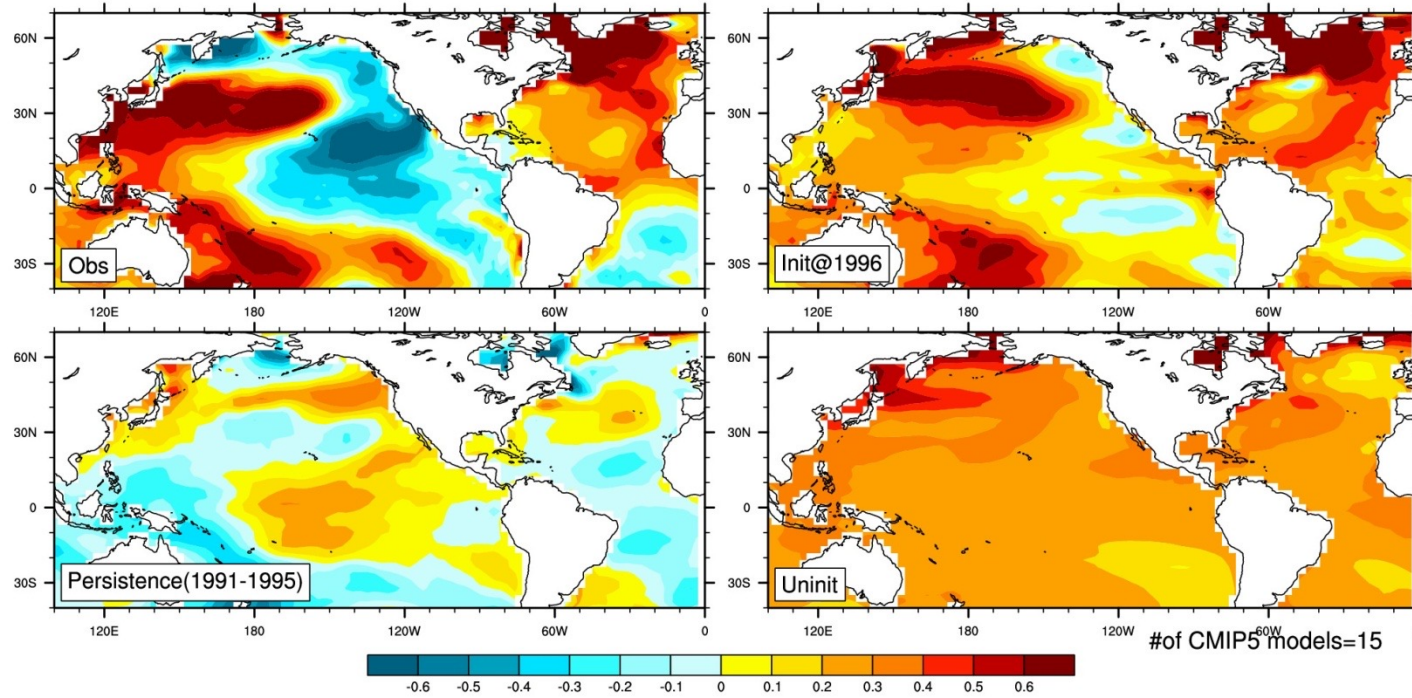 60N
30N
0
30S
Obs
120E 180 120W 60W 0
60N
30N
0
30S
Init@1996
120E 180 120W 60W
60N
30N
0
30S
Persistence(1991-1995)
120E 180 120W 60W 0
60N
30N
0
30S
Uninit
120E 180 120W 60W
#of CMIP5 models=15
-0.6 -0.5 -0.4 -0.3 -0.2 -0.1 0 0.1 0.2 0.3 0.4 0.5 0.6